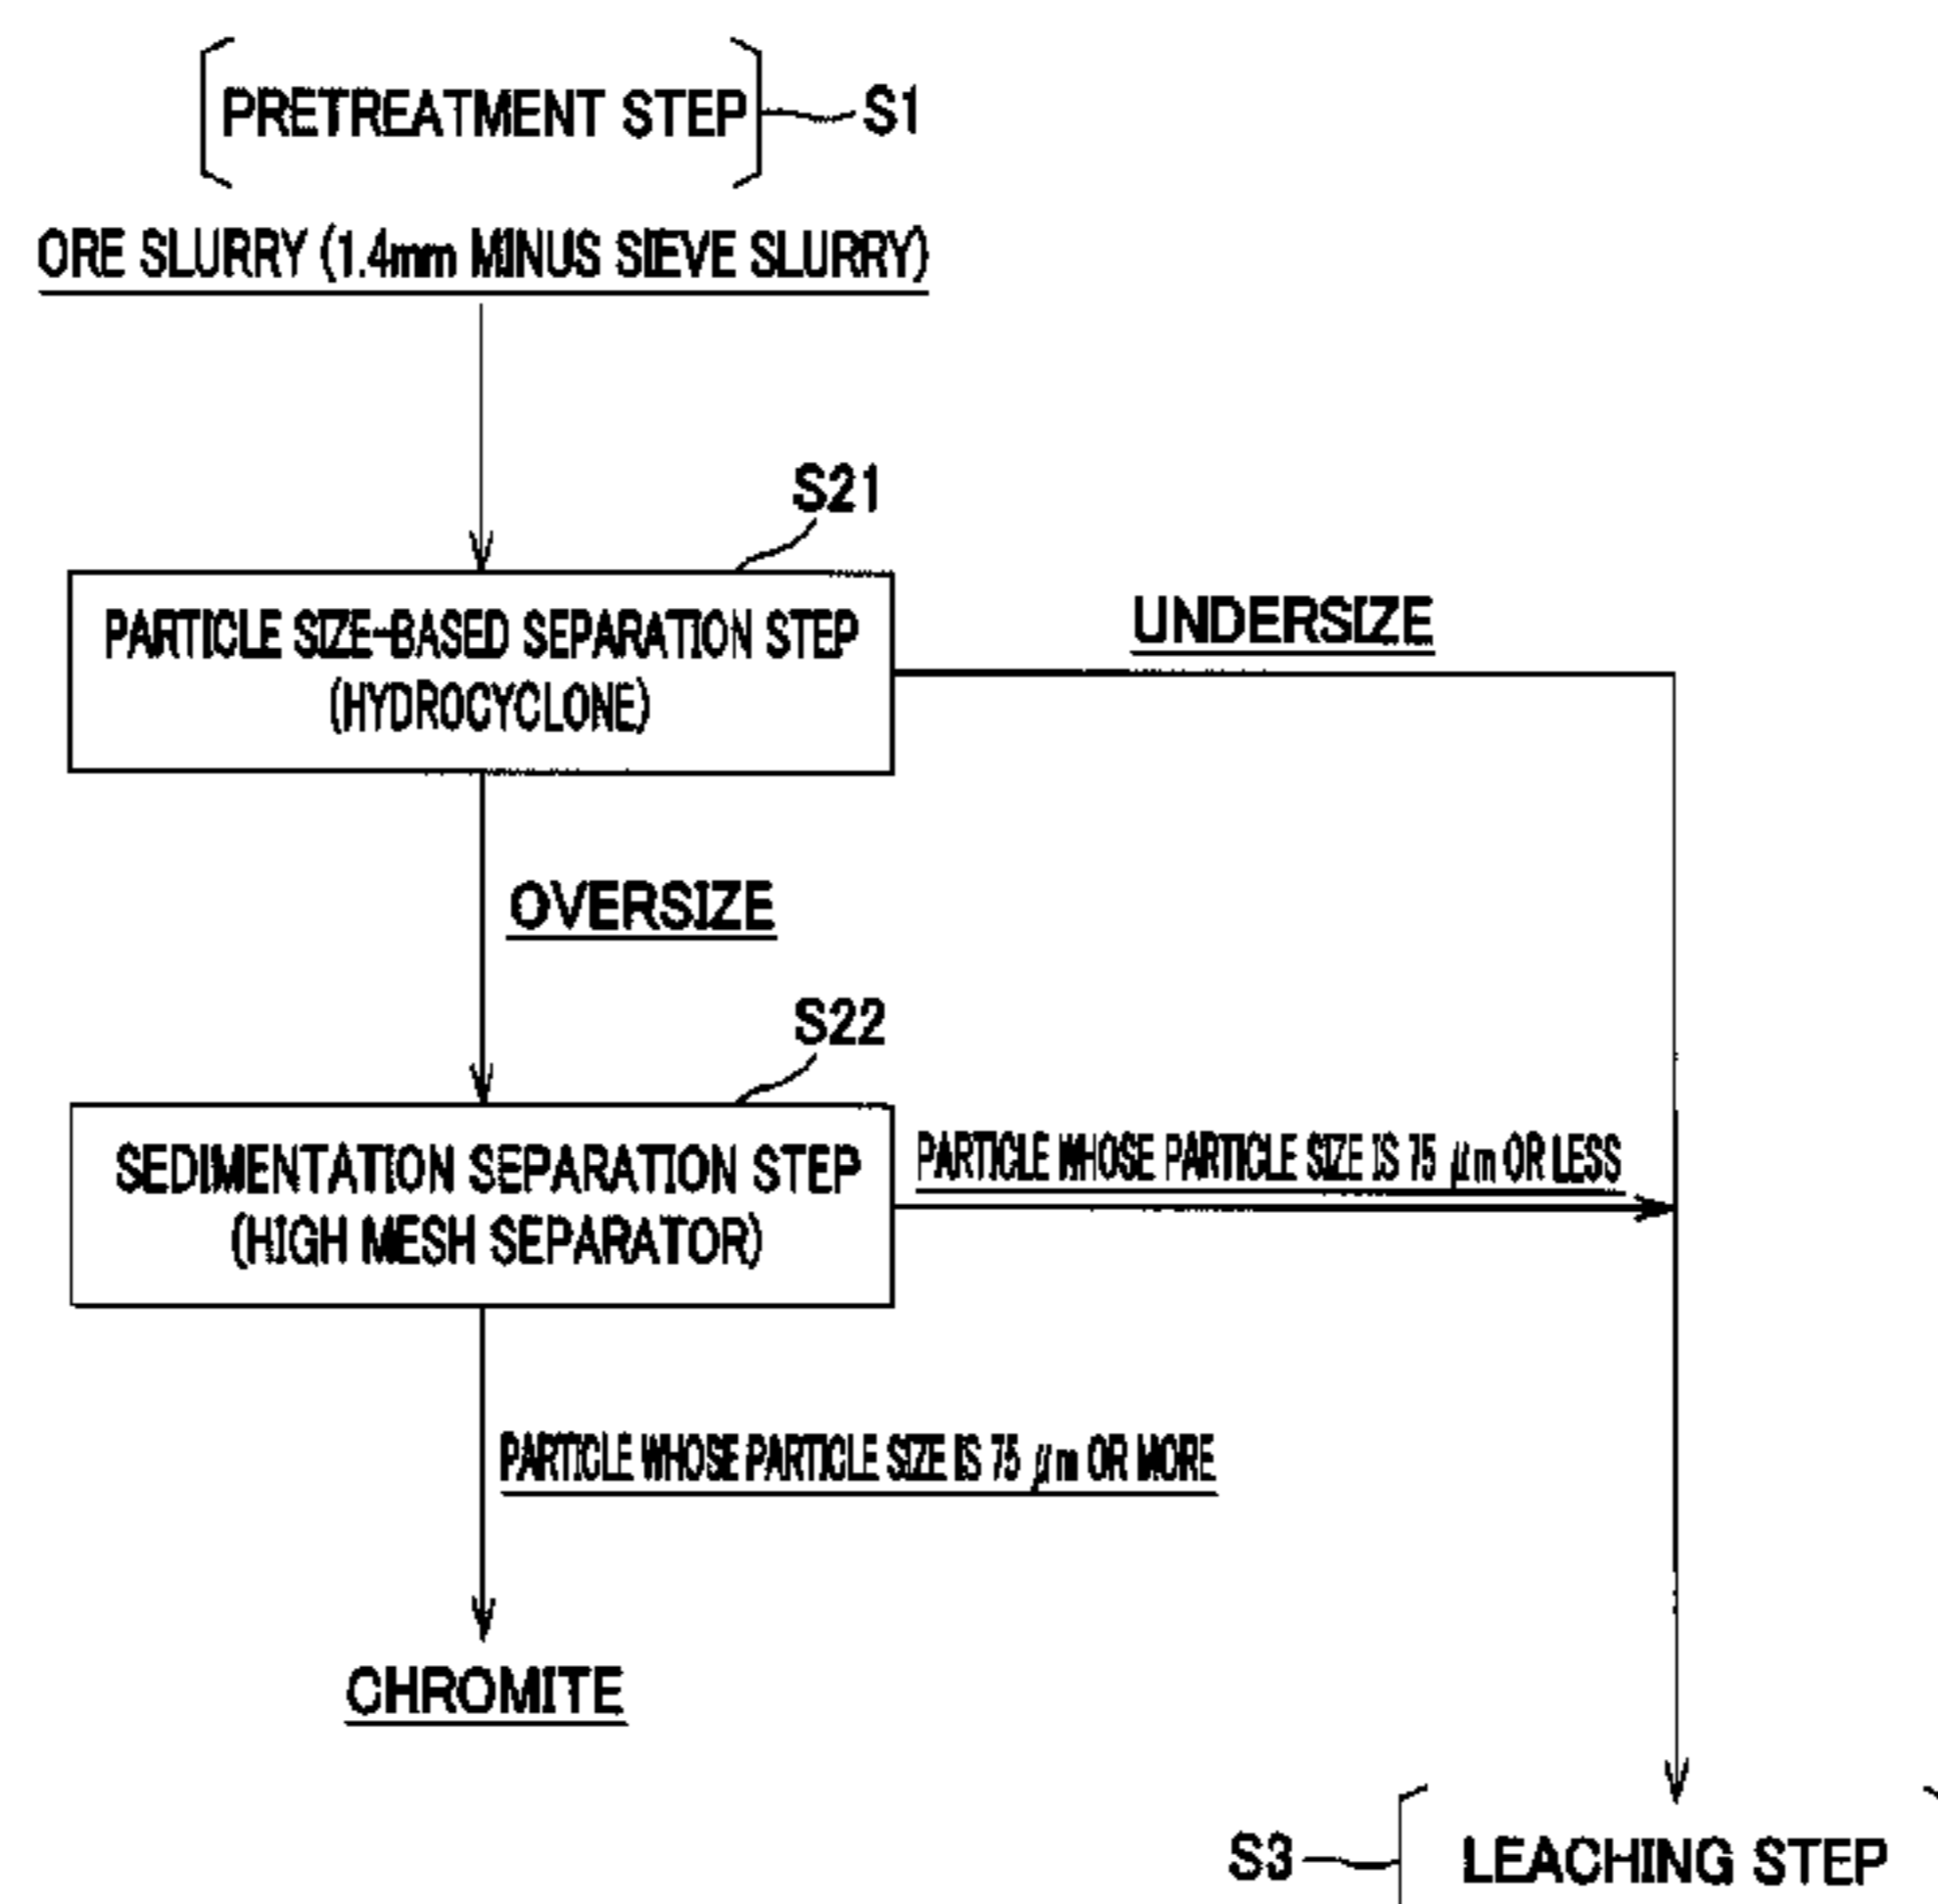 PRETREATMENT STEP
S1
ORE SLURRY (1.4mm MINUS SIEVE SLURRY)
S21
PARTICLE SIZE-BASED SEPARATION STEP
(HYDROCYCLONE)
UNDERSIZE
OVERSIZE
S22
SEDIMENTATION SEPARATION STEP
(HIGH MESH SEPARATOR)
PARTICLE WHOSE PARTICLE SIZE IS 75 μm OR LESS
PARTICLE WHOSE PARTICLE SIZE IS 75 μm OR MORE
CHROMITE
S3
LEACHING STEP